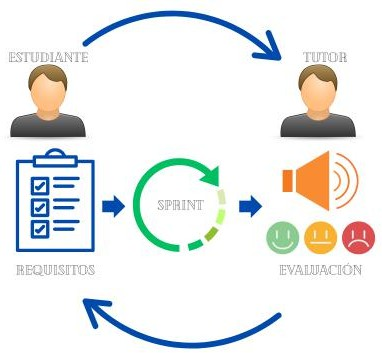 ESTUDIANTE
TUTOR
SPRINT
REQUISITOS
EVALUACIÓN